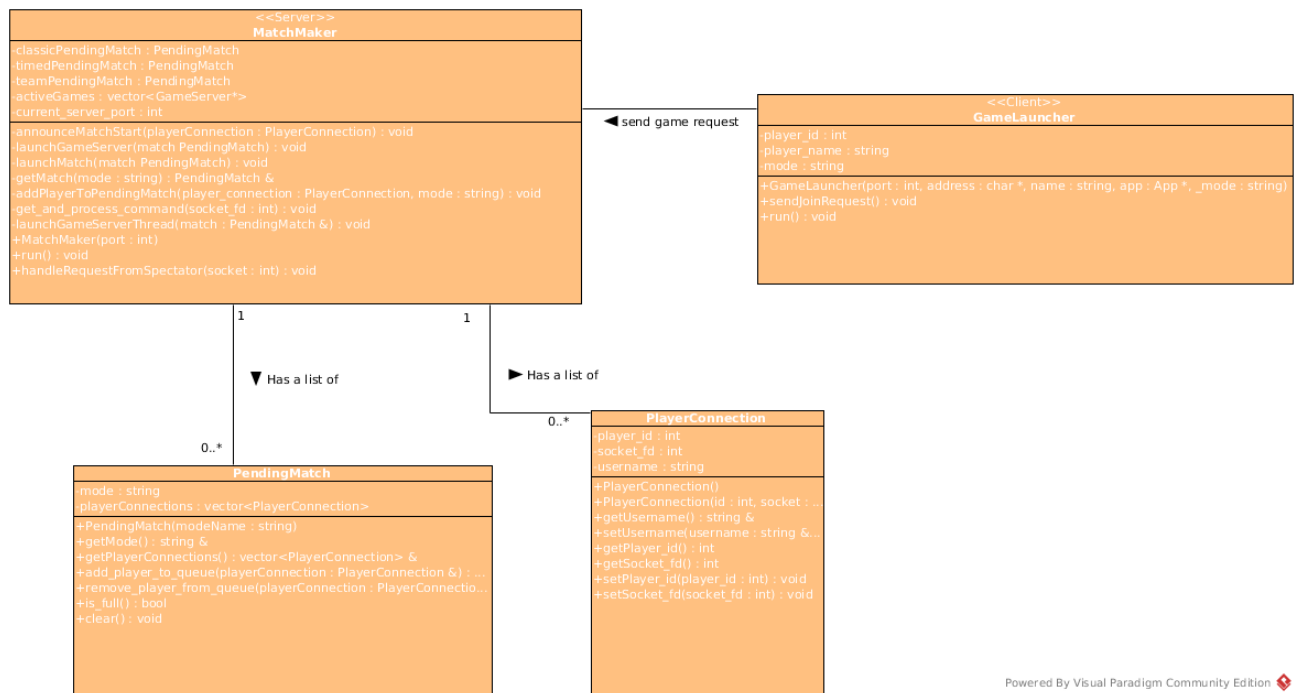 <<Server>>
MatchMaker
-classicPendingMatch : PendingMatch
-timedPendingMatch : PendingMatch
-teamPendingMatch : PendingMatch
-activeGames : vector<GameServer*>
-current_server_port : int
-announceMatchStart(playerConnection : PlayerConnection) : void
-launchGameServer(match PendingMatch) : void
-launchMatch(match PendingMatch) : void
-getMatch(mode : string) : PendingMatch &
-addPlayerToPendingMatch(player_connection : PlayerConnection, mode : string) : void
-get_and_process_command(socket_fd : int) : void
-launchGameServerThread(match : PendingMatch &) : void
+MatchMaker(port : int)
+run() : void
+handleRequestFromSpectator(socket : int) : void
◀ send game request
<<Client>>
GameLauncher
-player_id : int
-player_name : string
-mode : string
+GameLauncher(port : int, address : char *, name : string, app : App *, _mode : string)
+sendJoinRequest() : void
+run() : void
1
▼ Has a list of
0..*
1
▶ Has a list of
0..*
PendingMatch
-mode : string
playerConnections : vector<PlayerConnection>
+PendingMatch(modeName : string)
+getMode() : string &
+getPlayerConnections() : vector<PlayerConnection> &
+add_player_to_queue(playerConnection : PlayerConnection &) : ...
+remove_player_from_queue(playerConnection : PlayerConnectio...
+is_full() : bool
+clear() : void
PlayerConnection
-player_id : int
-socket_fd : int
-username : string
+PlayerConnection()
+PlayerConnection(id : int, socket : ...
+getUsername() : string &
+setUsername(username : string &...
+getPlayer_id() : int
+getSocket_fd() : int
+setPlayer_id(player_id : int) : void
+setSocket_fd(socket_fd : int) : void
Powered By Visual Paradigm Community Edition